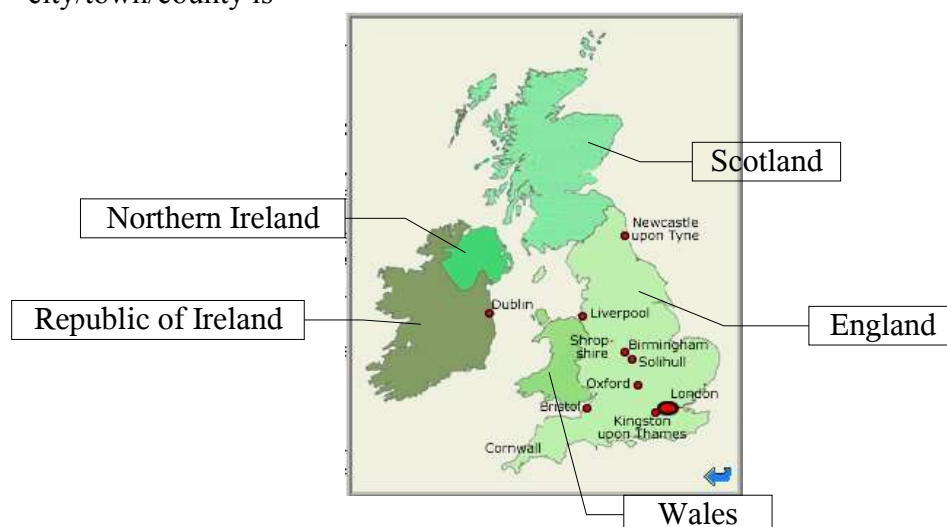 city/town/county is
Scotland
Northern Ireland
Newcastle
upon Tyne
Republic of Ireland
Dublin
Liverpool
England
Shrop-
shire
Birmingham
Solihull
Oxford
London
Bristol
Kingston
upon Thames
Cornwall
Wales